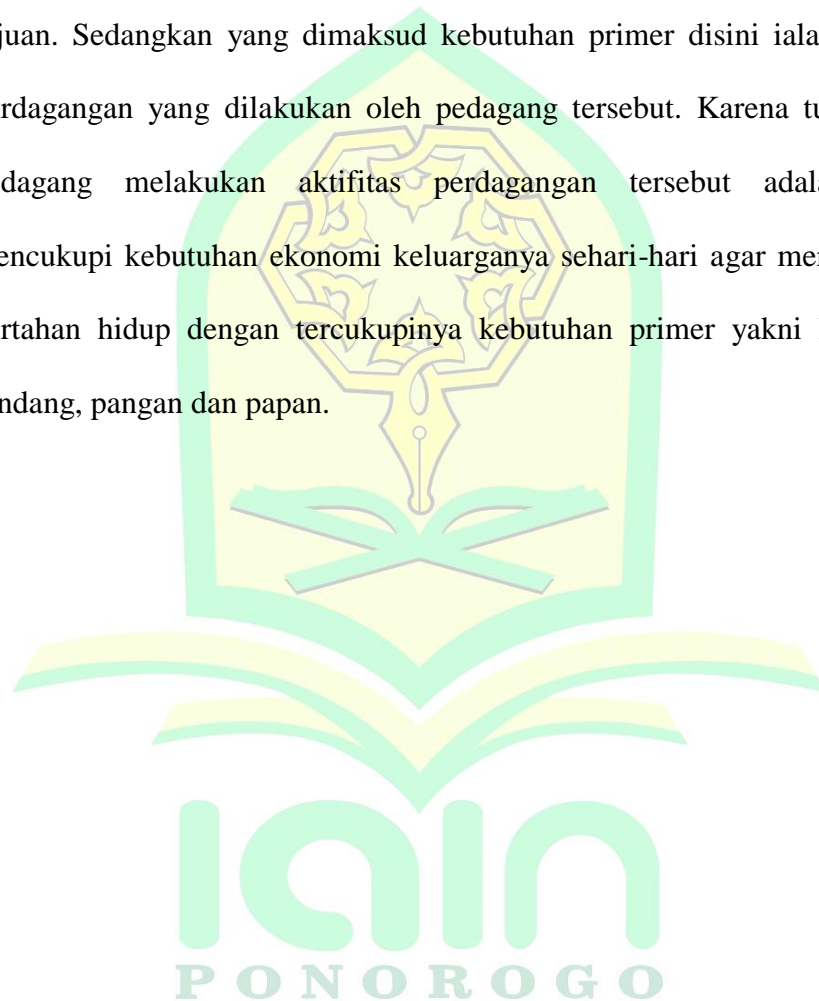 juan. Sedangkan yang dimaksud kebutuhan primer disini iala
rdagangan yang dilakukan oleh pedagang tersebut. Karena tu
dagang melakukan aktifitas perdagangan tersebut adala
encukupi kebutuhan ekonomi keluarganya sehari-hari agar me
rtahan hidup dengan tercukupinya kebutuhan primer yakni
ndang, pangan dan papan.
iain
PONOROGO